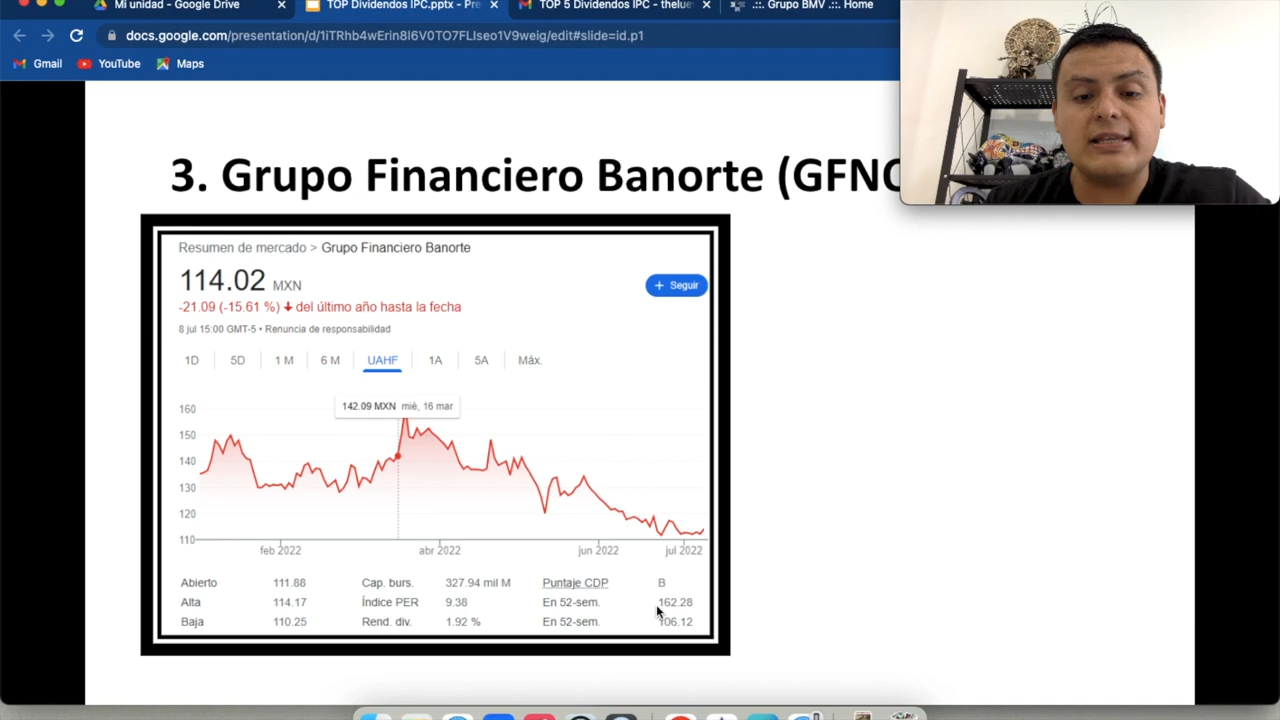 Mi unidad - Google Drive
TOP Dividendos IPC.pptx - Pre
TOP 5 Dividendos IPC - thelue
.::. Grupo BMV .::. Home
docs.google.com/presentation/d/1iTRhb4wErin8l6V0TO7FLIseo1V9weig/edit#slide=id.p1
Gmail YouTube Maps
3. Grupo Financiero Banorte (GFNO
Resumen de mercado > Grupo Financiero Banorte
114.02 MXN
+ Seguir
-21.09 (-15.61 %) ↓ del último año hasta la fecha
8 jul 15:00 GMT-5 • Renuncia de responsabilidad
1D 5D 1 M 6 M UAHF 1A 5A Máx.
142.09 MXN mié, 16 mar
160
150
140
130
120
110
feb 2022 abr 2022 jun 2022 jul 2022
Abierto 111.88 Cap. burs. 327.94 mil M Puntaje CDP B
Alta 114.17 Índice PER 9.38 En 52-sem. 162.28
Baja 110.25 Rend. div. 1.92 % En 52-sem. 106.12